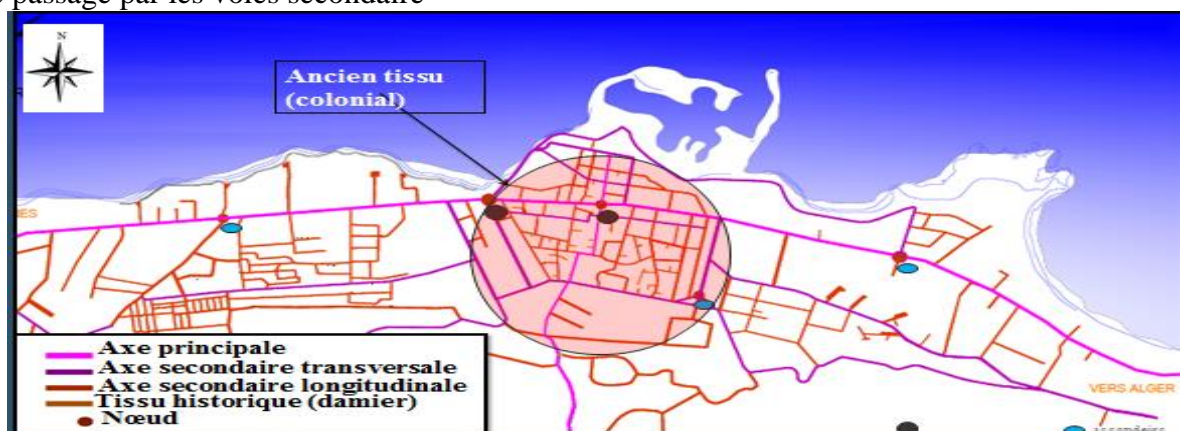 passage par les voies secondaire
N
Ancien tissu
(colonial)
VERS ALGER
Axe principale
Axe secondaire transversale
Axe secondaire longitudinale
Tissu historique (damier)
Nœud